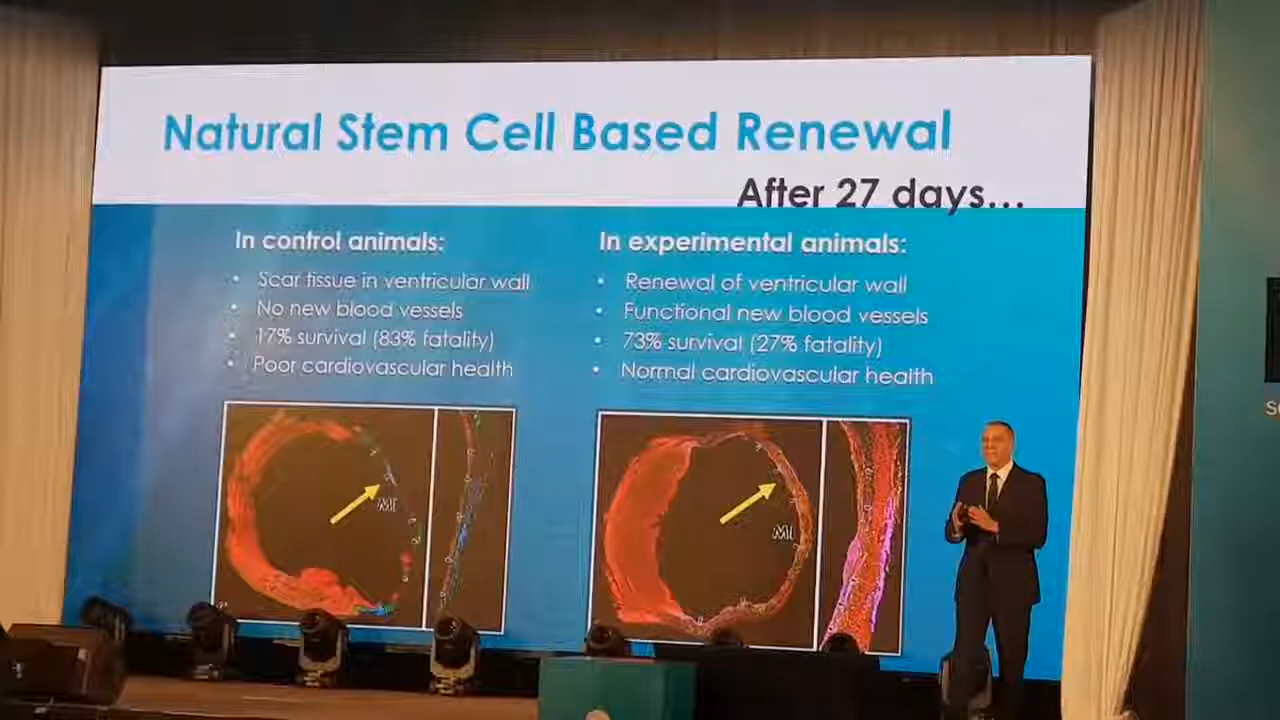 Natural Stem Cell Based Renewal
After 27 days...
In control animals:
• Scar tissue in ventricular wall
• No new blood vessels
• 17% survival (83% fatality)
• Poor cardiovascular health
In experimental animals:
• Renewal of ventricular wall
• Functional new blood vessels
• 73% survival (27% fatality)
• Normal cardiovascular health
MI
MI